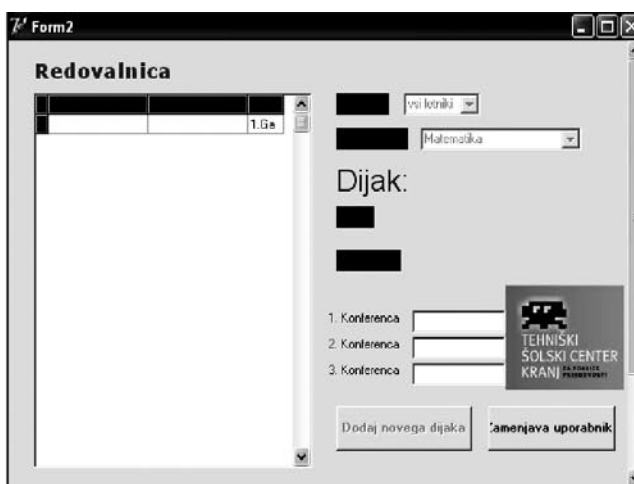 Form2
Redovalnica
1.Ga
vsi letniki
Matematika
Dijak:
1. Konferenca
2. Konferenca
3. Konferenca
TEHNIŠKI
ŠOLSKI CENTER
KRANJ
Dodaj novega dijaka
Zamenjava uporabnik